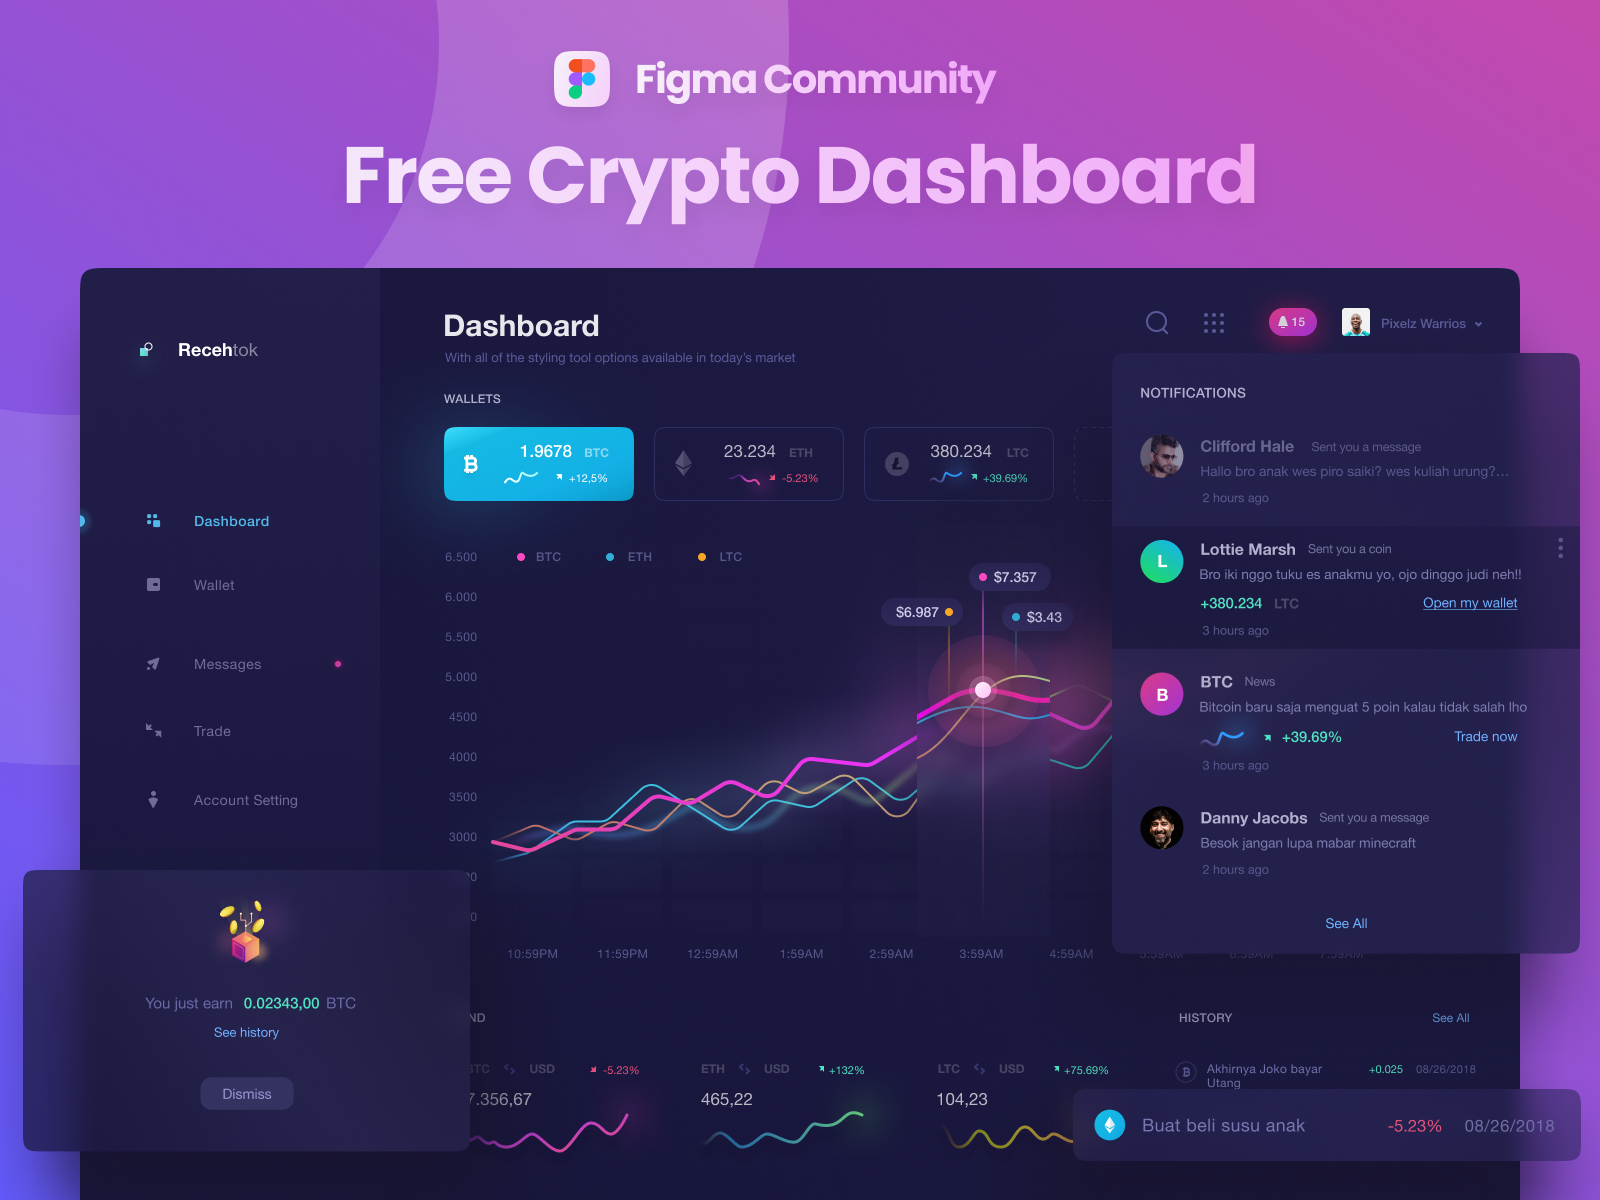 Figma Community
Free Crypto Dashboard
Recehtok
Dashboard
Wallet
Messages
Trade
Account Setting
You just earn 0.02343,00 BTC
See history
Dismiss
Dashboard
With all of the styling tool options available in today's market
15
Pixelz Warrios
WALLETS
1.9678 BTC
+12,5%
23.234 ETH
-5.23%
380.234 LTC
+39.69%
BTC
ETH
LTC
6.500
6.000
5.500
5.000
4500
4000
3500
3000
00
0
$7.357
$6.987
$3.43
10:59PM
11:59PM
12:59AM
1:59AM
2:59AM
3:59AM
4:59AM
5:59AM
6:59AM
7:59AM
NOTIFICATIONS
Clifford Hale Sent you a message
Hallo bro anak wes piro saiki? wes kuliah urung?...
2 hours ago
L
Lottie Marsh Sent you a coin
Bro iki nggo tuku es anakmu yo, ojo dinggo judi neh!!
+380.234 LTC Open my wallet
3 hours ago
B
BTC News
Bitcoin baru saja menguat 5 poin kalau tidak salah lho
+39.69% Trade now
3 hours ago
Danny Jacobs Sent you a message
Besok jangan lupa mabar minecraft
2 hours ago
See All
ND
BTC USD -5.23%
7.356,67
ETH USD +132%
465,22
LTC USD +75.69%
104,23
HISTORY See All
Akhirnya Joko bayar +0.025 08/26/2018
Utang
Buat beli susu anak -5.23% 08/26/2018